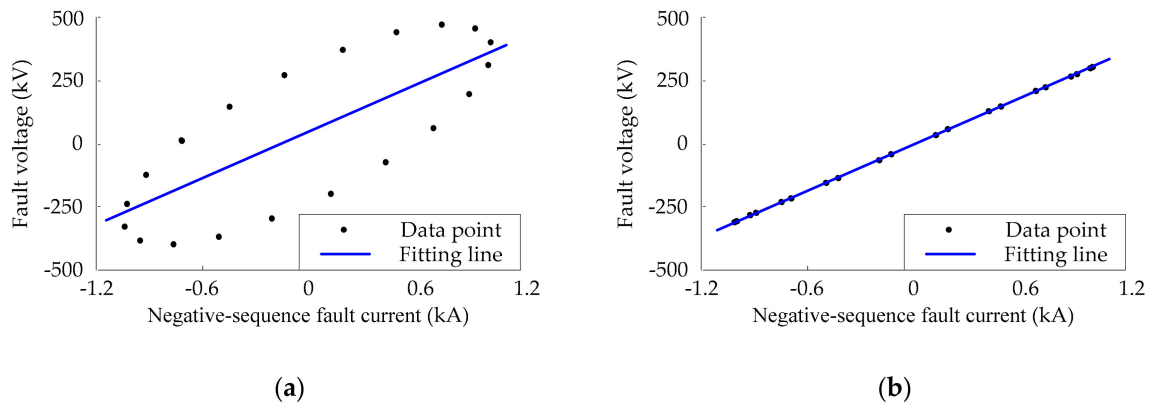 500
250
0
-250
-500
Fault voltage (kV)
Data point
Fitting line
-1.2 -0.6 0 0.6 1.2
Negative-sequence fault current (kA)
(a)
500
250
0
-250
-500
Fault voltage (kV)
Data point
Fitting line
-1.2 -0.6 0 0.6 1.2
Negative-sequence fault current (kA)
(b)